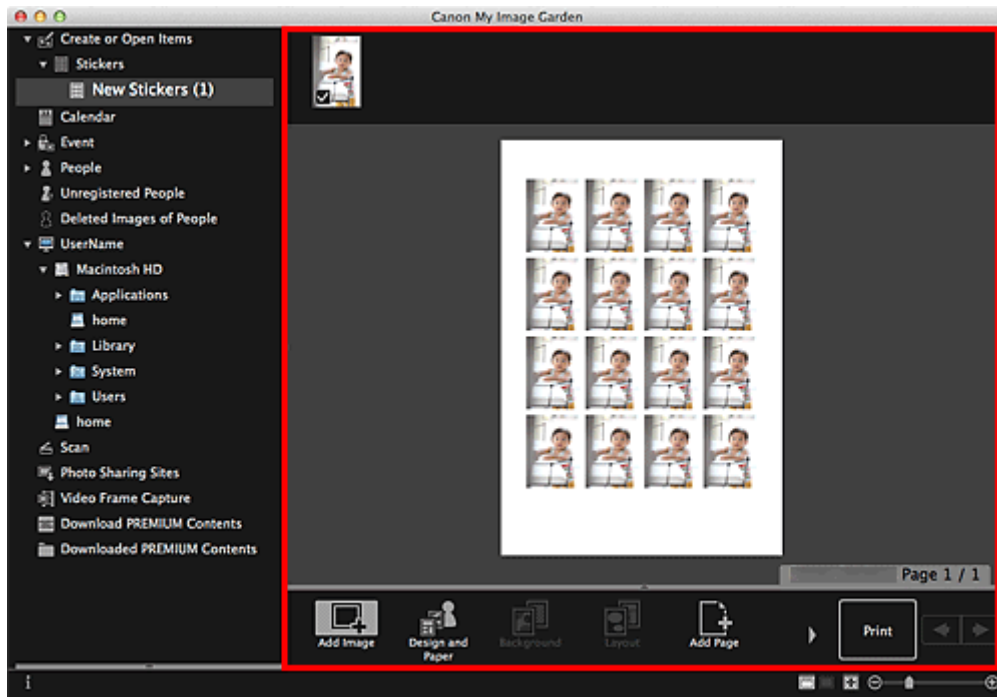 Canon My Image Garden
Create or Open Items
Stickers
New Stickers (1)
Calendar
Event
People
Unregistered People
Deleted Images of People
UserName
Macintosh HD
Applications
home
Library
System
Users
home
Scan
Photo Sharing Sites
Video Frame Capture
Download PREMIUM Contents
Downloaded PREMIUM Contents
Page 1 / 1
Add Image
Design and
Paper
Background
Layout
Add Page
Print
i